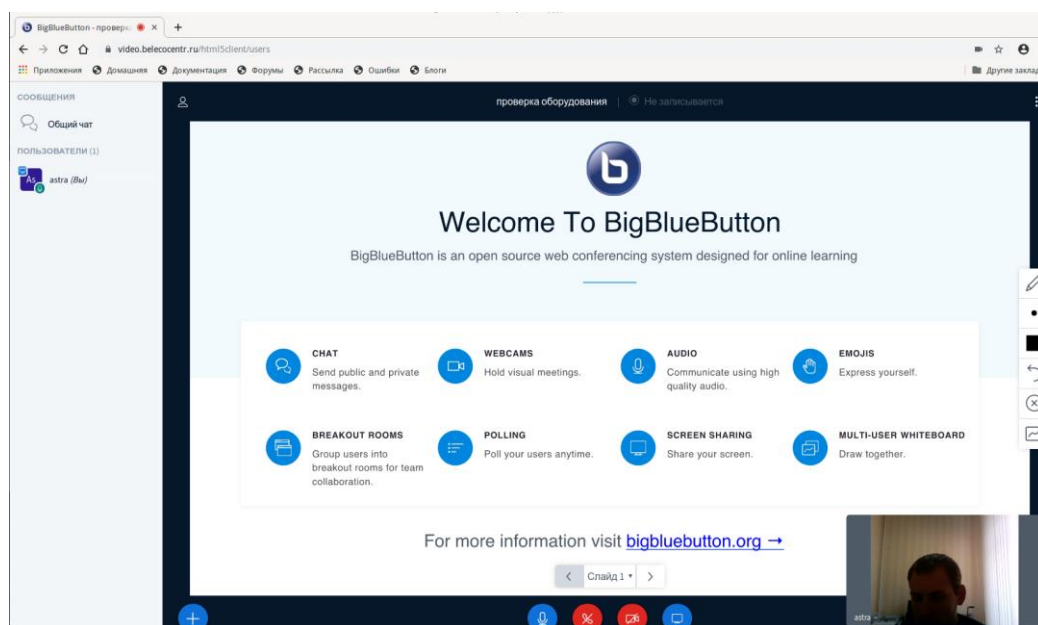 BigBlueButton - проверк
video.belecocentr.ru/html5client/users
Приложения Домашняя Документация Форумы Рассылка Ошибки Блоги
Другие заклад
СООБЩЕНИЯ
Общий чат
ПОЛЬЗОВАТЕЛИ (1)
As astra (Вы)
проверка оборудования | Не записывается
Welcome To BigBlueButton
BigBlueButton is an open source web conferencing system designed for online learning
CHAT
Send public and private
messages.
WEBCAMS
Hold visual meetings.
AUDIO
Communicate using high
quality audio.
EMOJIS
Express yourself.
BREAKOUT ROOMS
Group users into
breakout rooms for team
collaboration.
POLLING
Poll your users anytime.
SCREEN SHARING
Share your screen.
MULTI-USER WHITEBOARD
Draw together.
For more information visit bigbluebutton.org →
Слайд 1
astra